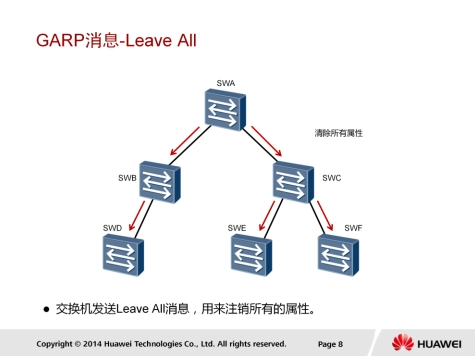 GARP消息-Leave All
SWA
清除所有属性
SWB
SWC
SWD
SWE
SWF
● 交换机发送Leave All消息，用来注销所有的属性。
Copyright © 2014 Huawei Technologies Co., Ltd. All rights reserved.
Page 8
HUAWEI